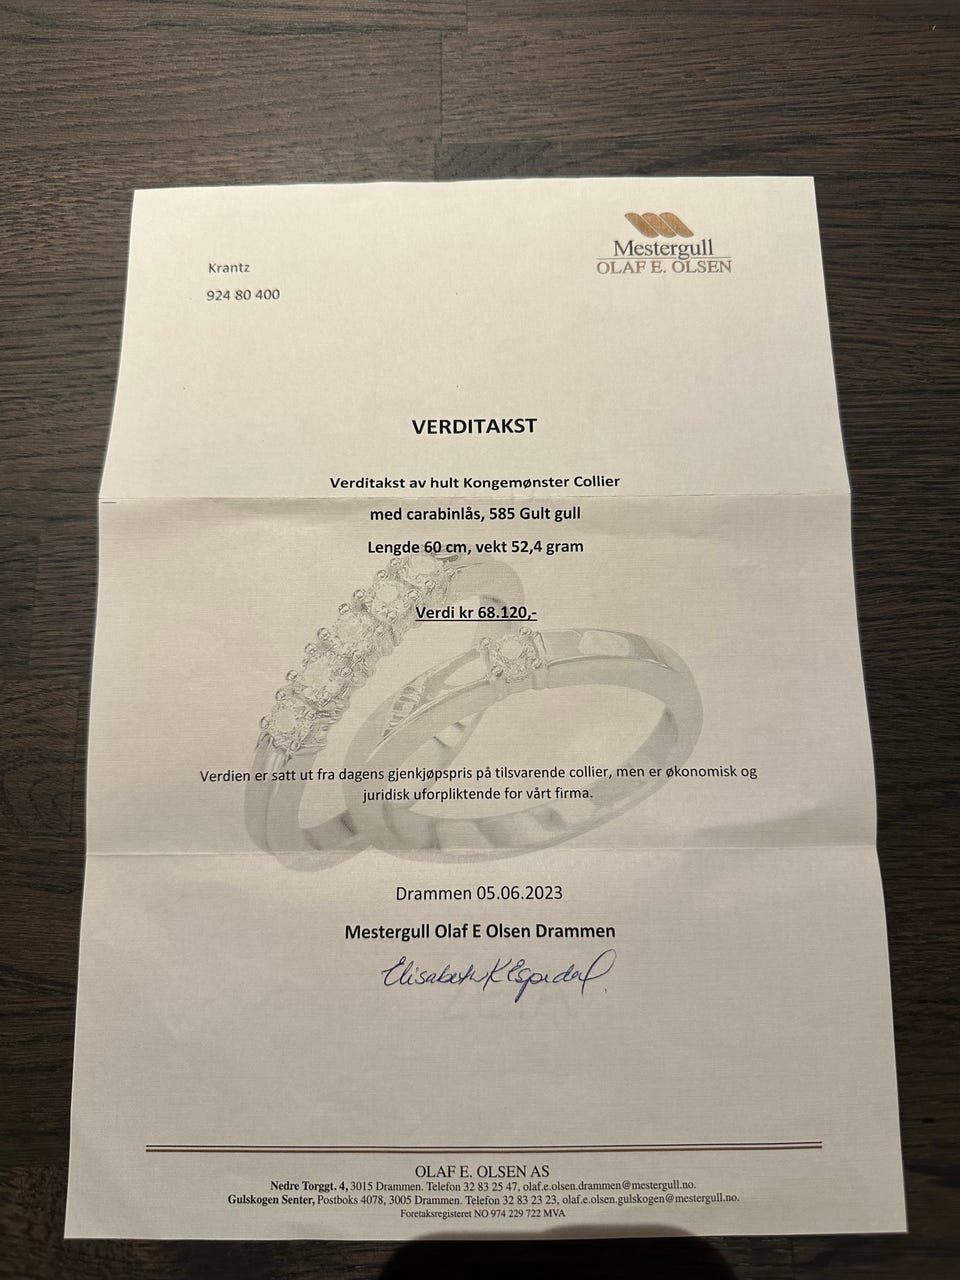 Mestergull
OLAF E. OLSEN
Krantz
924 80 400
VERDITAKST
Verditakst av hult Kongemønster Collier
med carabinlås, 585 Gult gull
Lengde 60 cm, vekt 52,4 gram
Verdi kr 68.120,-
Verdien er satt ut fra dagens gjenkjøpspris på tilsvarende collier, men er økonomisk og
juridisk uforpliktende for vårt firma.
Drammen 05.06.2023
Mestergull Olaf E Olsen Drammen
Elisabeth K Espedal
OLAF E. OLSEN AS
Nedre Torggt. 4, 3015 Drammen. Telefon 32 83 25 47, olaf.e.olsen.drammen@mestergull.no.
Gulskogen Senter, Postboks 4078, 3005 Drammen. Telefon 32 83 23 23, olaf.e.olsen.gulskogen@mestergull.no.
Foretaksregisteret NO 974 229 722 MVA